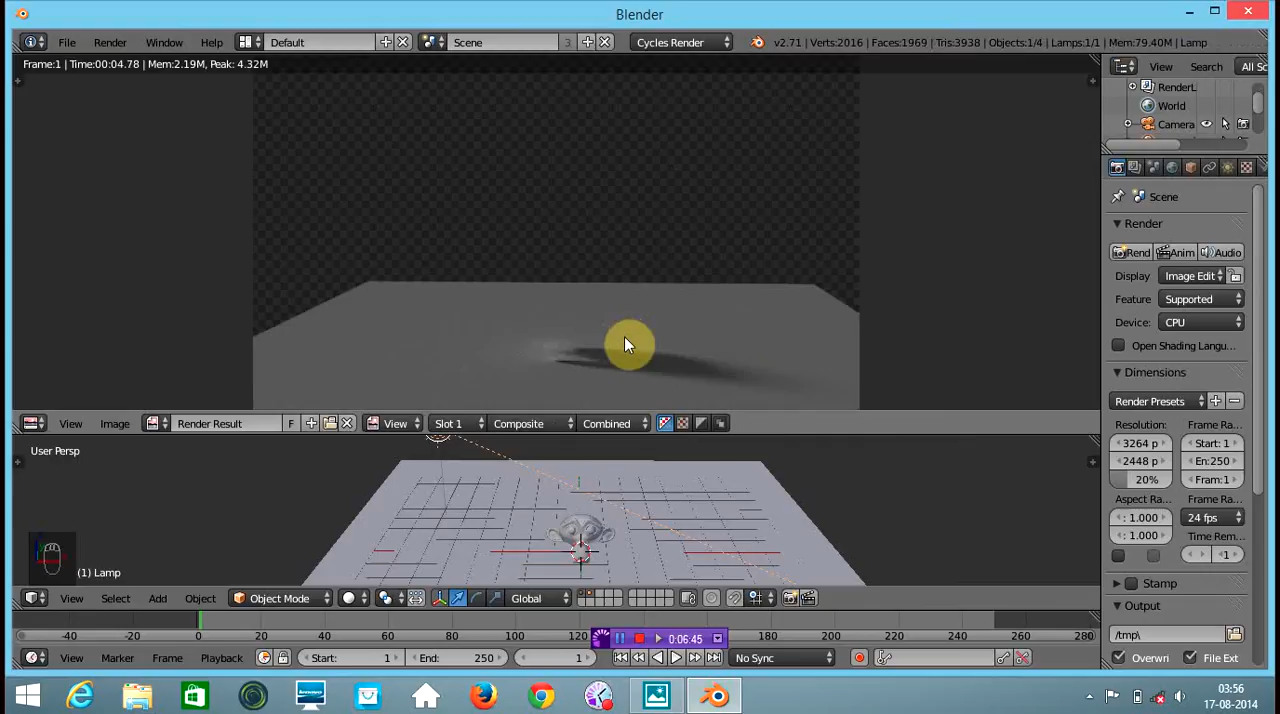 Blender
File Render Window Help Default Scene 3 Cycles Render v2.71 | Verts:2016 | Faces:1969 | Tris:3938 | Objects:1/4 | Lamps:1/1 | Mem:79.40M | Lamp
Frame:1 | Time:00:04.78 | Mem:2.19M, Peak: 4.32M
View Search All Sc
RenderL
World
Camera
Scene
Render
Rend Anim Audio
Display Image Edit
Feature Supported
Device: CPU
Open Shading Langu...
Dimensions
Render Presets
Resolution: Frame Ra...
3264 p Start: 1
2448 p En:250
20% Fram:1
Aspect Ra... Frame Ra...
: 1.000 24 fps
: 1.000 Time Rem...
1
Stamp
Output
/tmp\
Overwri File Ext
View Image Render Result F View Slot 1 Composite Combined
User Persp
(1) Lamp
View Select Add Object Object Mode Global
-40 -20 0 20 40 60 80 100 120 180 200 220 240 260 280
0:06:45
View Marker Frame Playback Start: 1 End: 250 1 No Sync
lenovo
03:56
17-08-2014